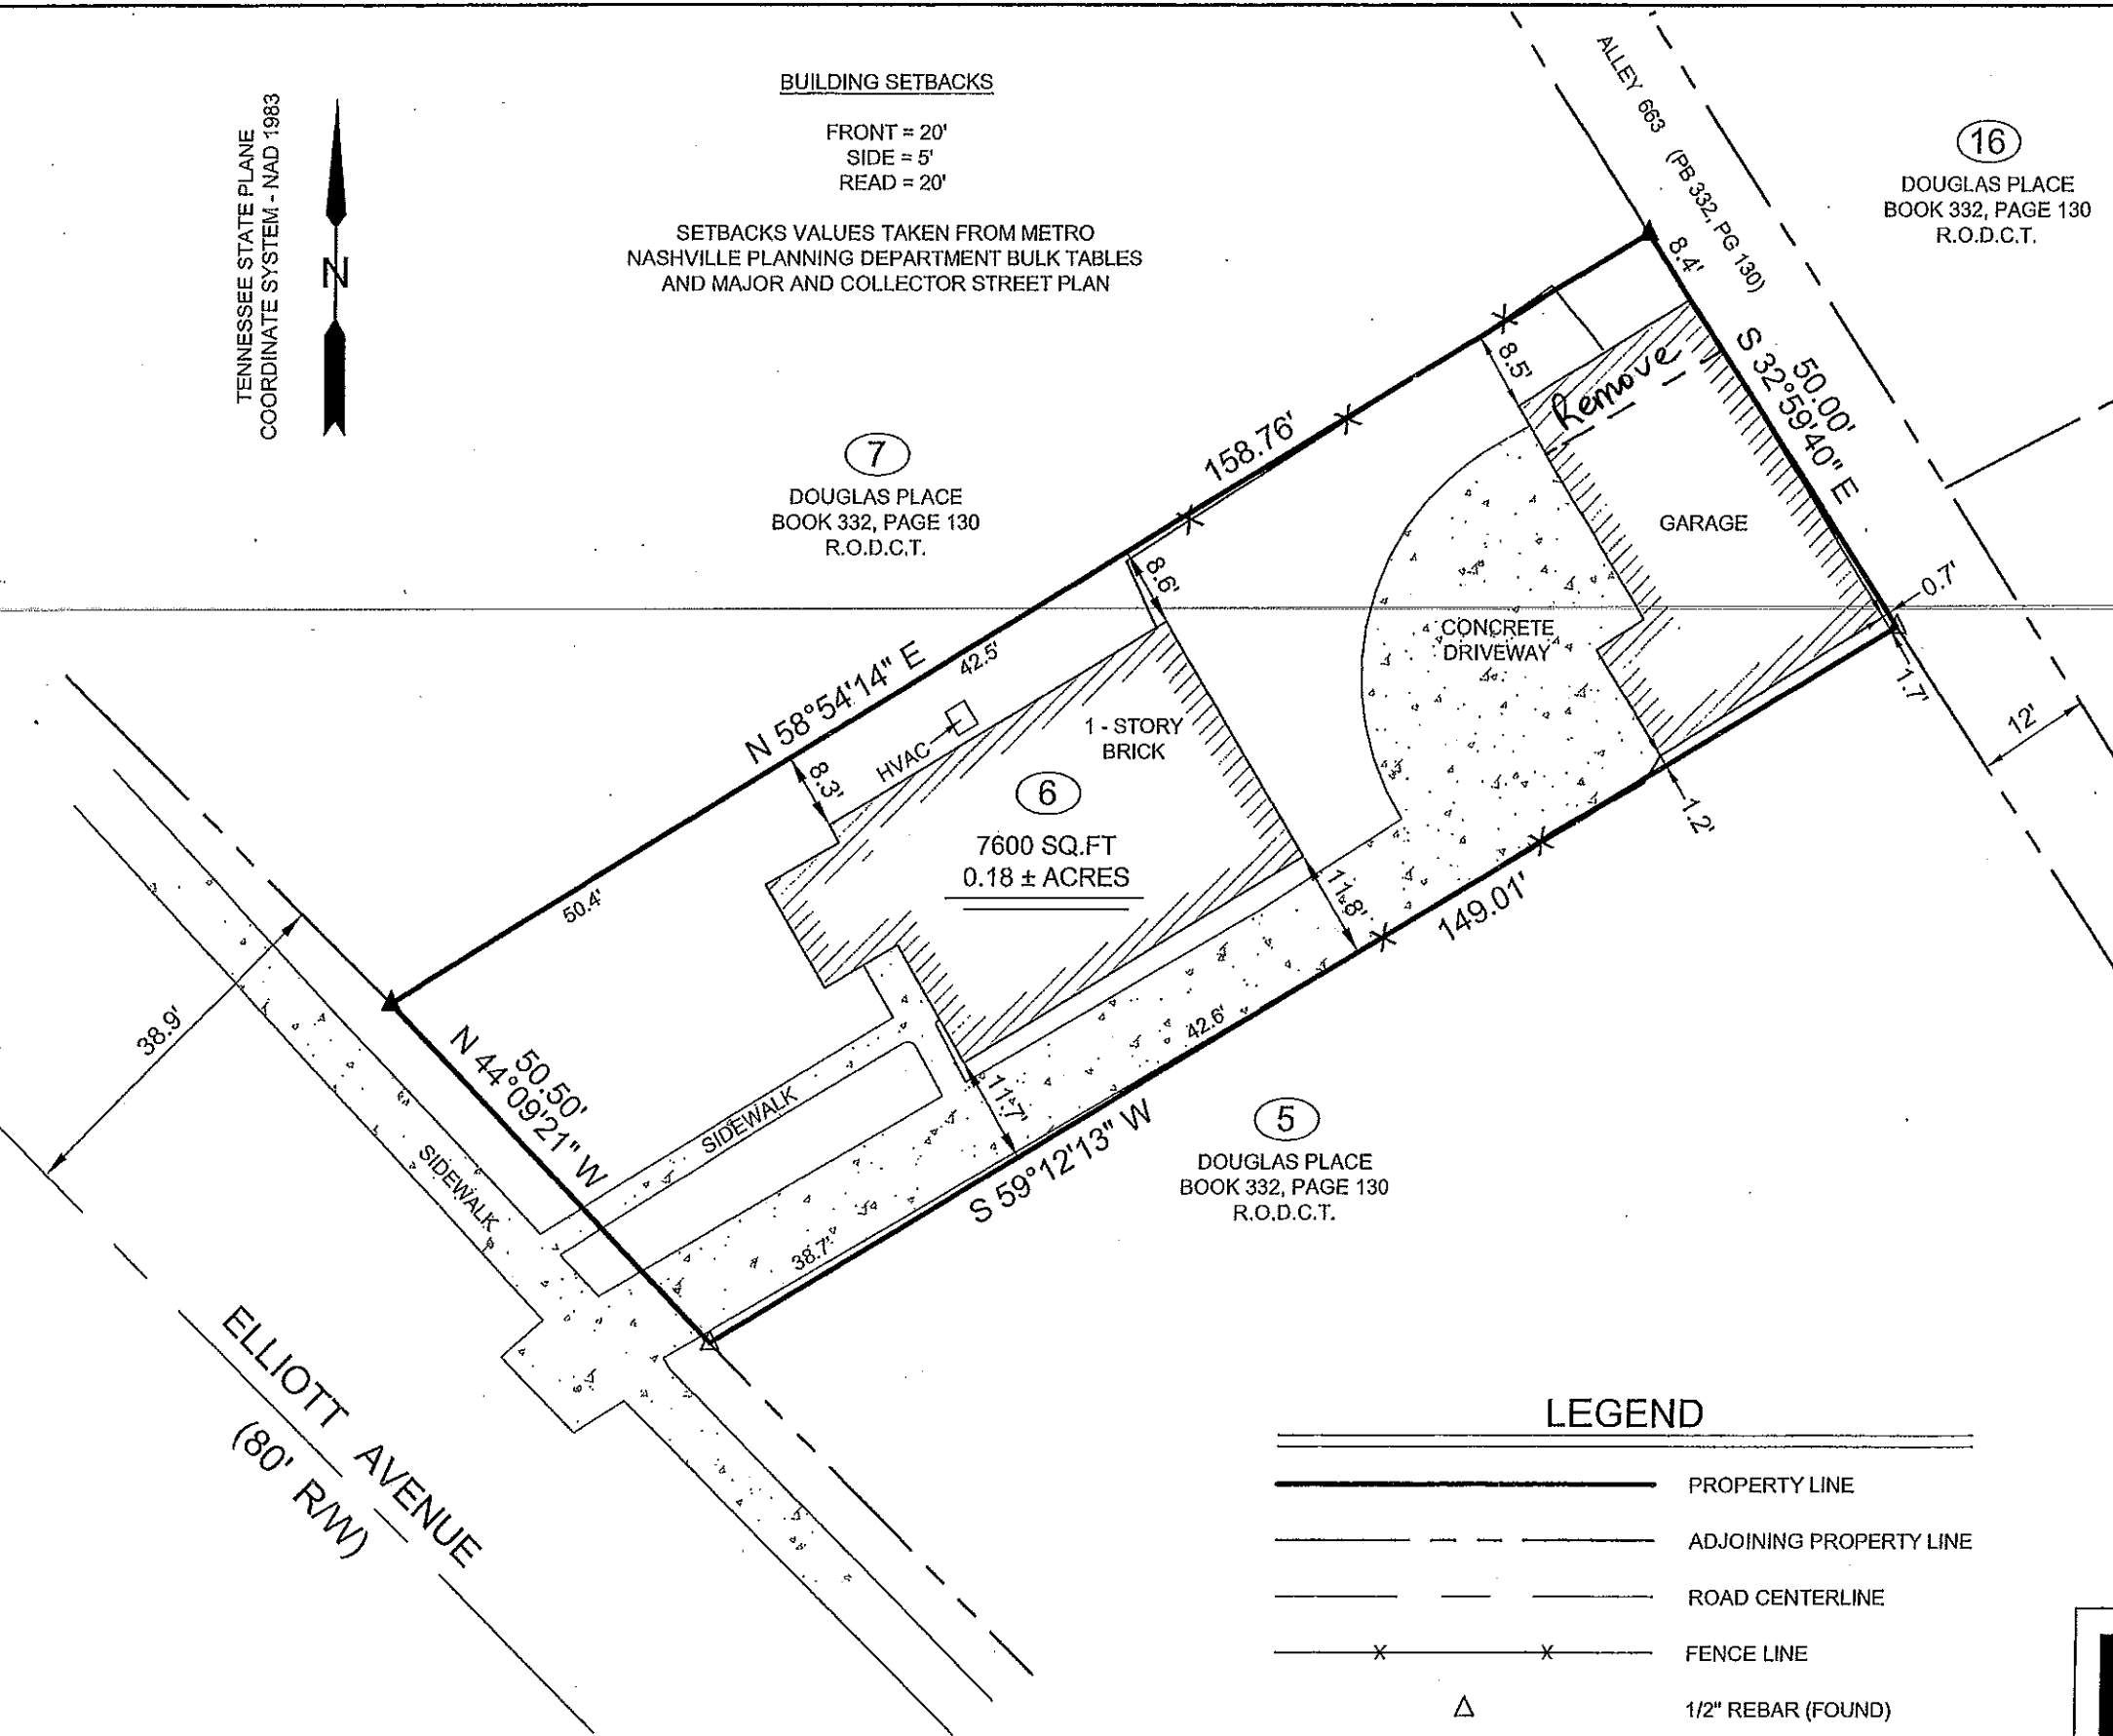 TENNESSEE STATE PLANE
COORDINATE SYSTEM - NAD 1983
N
BUILDING SETBACKS
FRONT = 20'
SIDE = 5'
READ = 20'
SETBACKS VALUES TAKEN FROM METRO
NASHVILLE PLANNING DEPARTMENT BULK TABLES
AND MAJOR AND COLLECTOR STREET PLAN
ALLEY 663 (PB 332, PG 130)
16
DOUGLAS PLACE
BOOK 332, PAGE 130
R.O.D.C.T.
8.4'
50.00'
S 32°59'40" E
8.5'
Remove
GARAGE
158.76'
N 58°54'14" E
7
DOUGLAS PLACE
BOOK 332, PAGE 130
R.O.D.C.T.
8.6'
42.5'
0.7'
1.7'
12'
CONCRETE
DRIVEWAY
1.2'
HVAC
8.3'
1 - STORY
BRICK
6
7600 SQ.FT
0.18 ± ACRES
50.4'
11.8'
149.01'
S 59°12'13" W
42.6'
11.7'
38.7'
38.9'
50.50'
N 44°09'21" W
SIDEWALK
SIDEWALK
5
DOUGLAS PLACE
BOOK 332, PAGE 130
R.O.D.C.T.
ELLIOTT AVENUE
(80' R/W)
LEGEND
PROPERTY LINE
ADJOINING PROPERTY LINE
ROAD CENTERLINE
X X FENCE LINE
1/2" REBAR (FOUND)